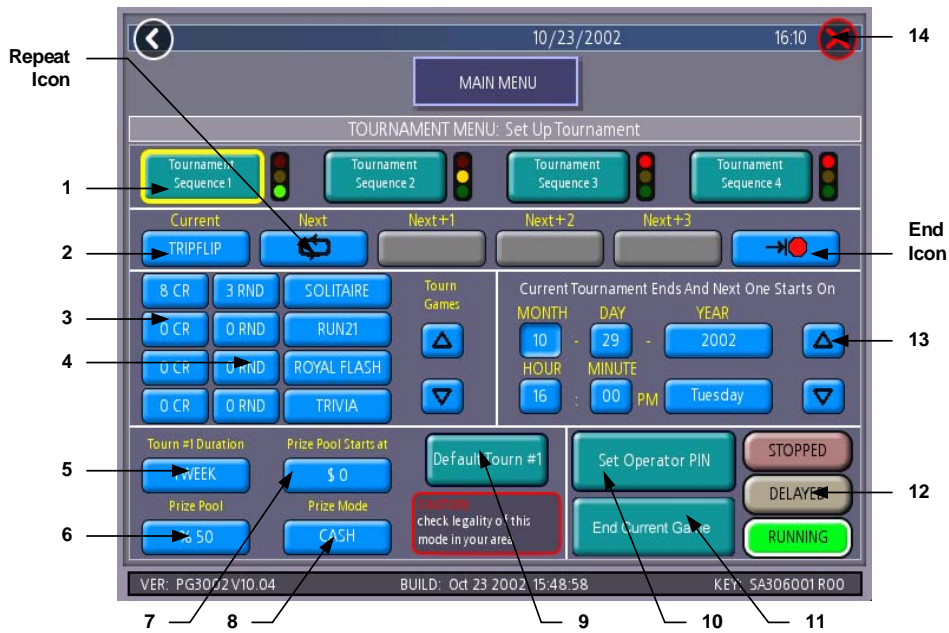 10/23/2002 16:10 14
Repeat
Icon
MAIN MENU
TOURNAMENT MENU: Set Up Tournament
1
Tournament
Sequence 1
Tournament
Sequence 2
Tournament
Sequence 3
Tournament
Sequence 4
Current Next Next+1 Next+2 Next+3
2 TRIPFLIP
End
Icon
8 CR 3 RND SOLITAIRE
3 0 CR 0 RND RUN21
4 0 CR 0 RND ROYAL FLASH
0 CR 0 RND TRIVIA
Tourn
Games
Current Tournament Ends And Next One Starts On
MONTH DAY YEAR
10 - 29 - 2002 13
HOUR MINUTE
16 : 00 PM Tuesday
Tourn #1 Duration Prize Pool Starts at
5 1 WEEK $ 0
Prize Pool Prize Mode
6 % 50 CASH
Default Tourn #1
CAUTION
check legality of this
mode in your area
Set Operator PIN
End Current Game
STOPPED
DELAYED 12
RUNNING
VER: PG3002 V10.04 BUILD: Oct 23 2002 15:48:58 KEY: SA306001 R00
7 8 9 10 11